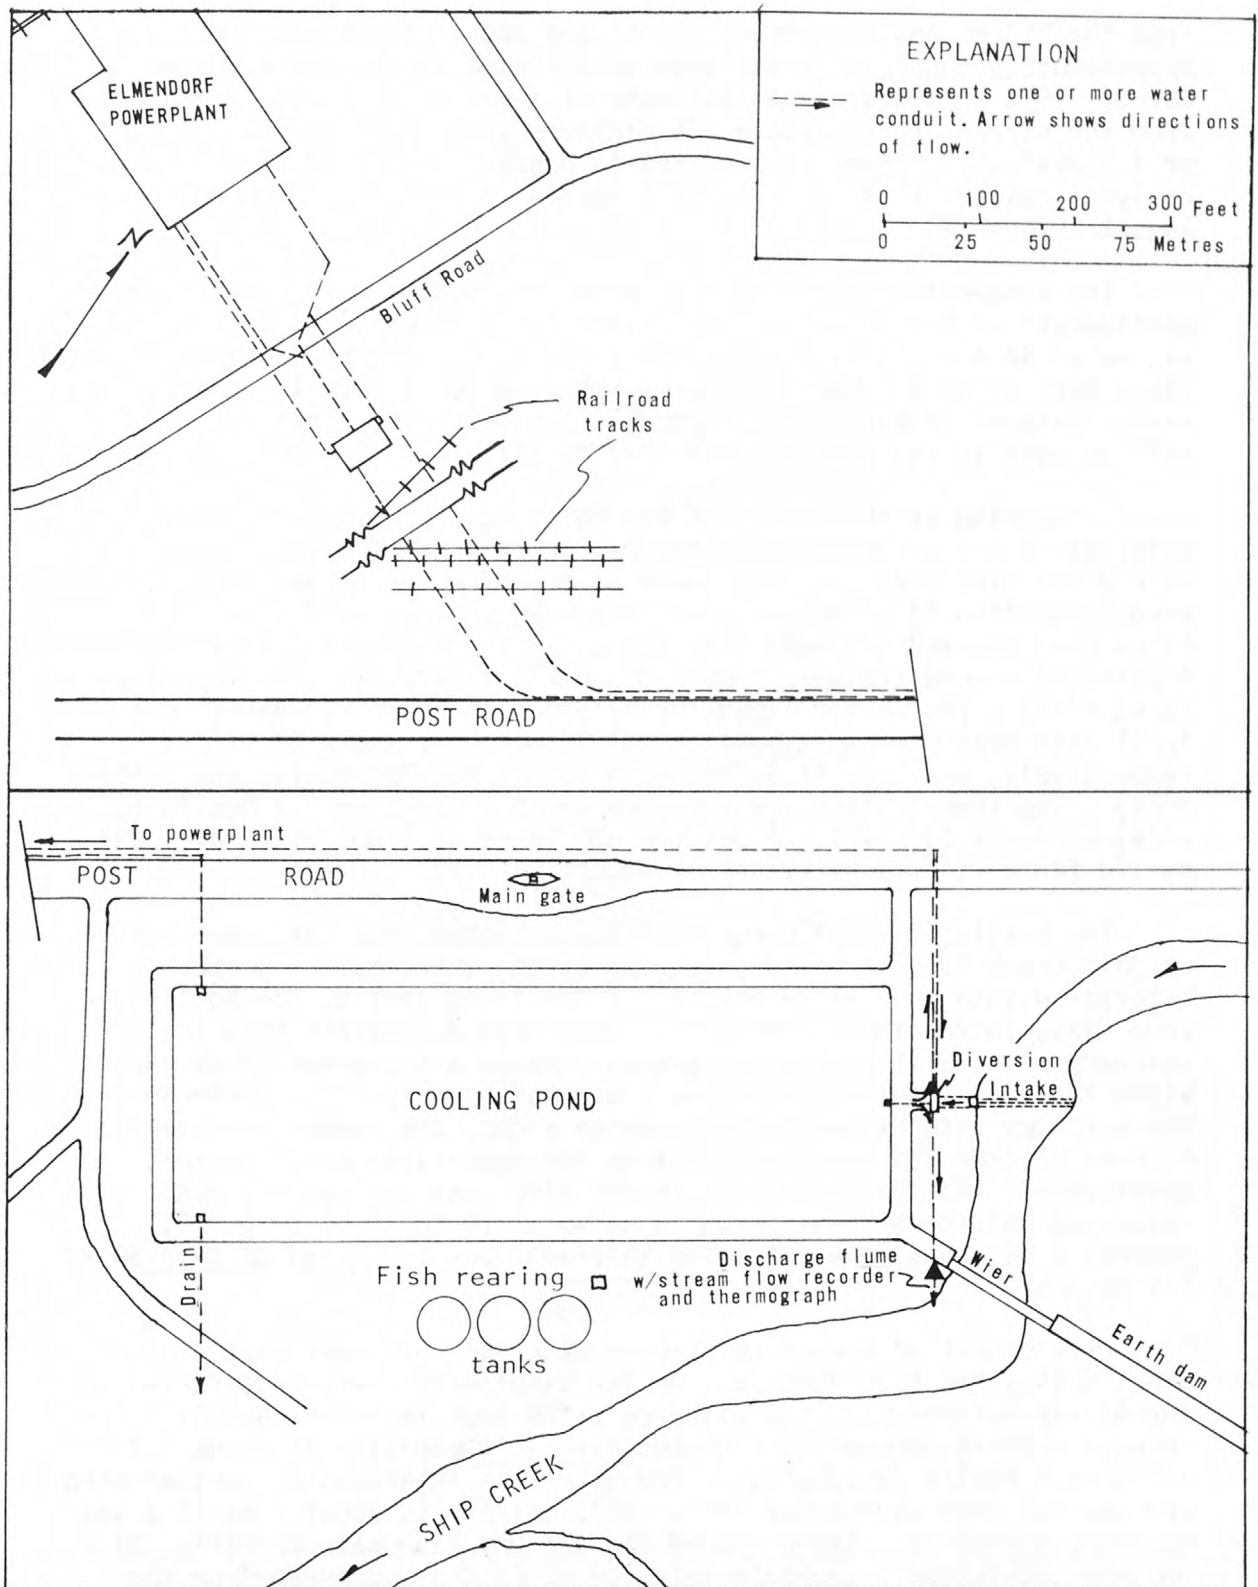 ELMENDORF
POWERPLANT
N
Bluff Road
EXPLANATION
Represents one or more water
conduit. Arrow shows directions
of flow.
0 100 200 300 Feet
0 25 50 75 Metres
Railroad
tracks
POST ROAD
To powerplant
POST ROAD
Main gate
Diversion
Intake
COOLING POND
Drain
Fish rearing
tanks
Discharge flume
w/stream flow recorder
and thermograph
Wier
Earth dam
SHIP CREEK